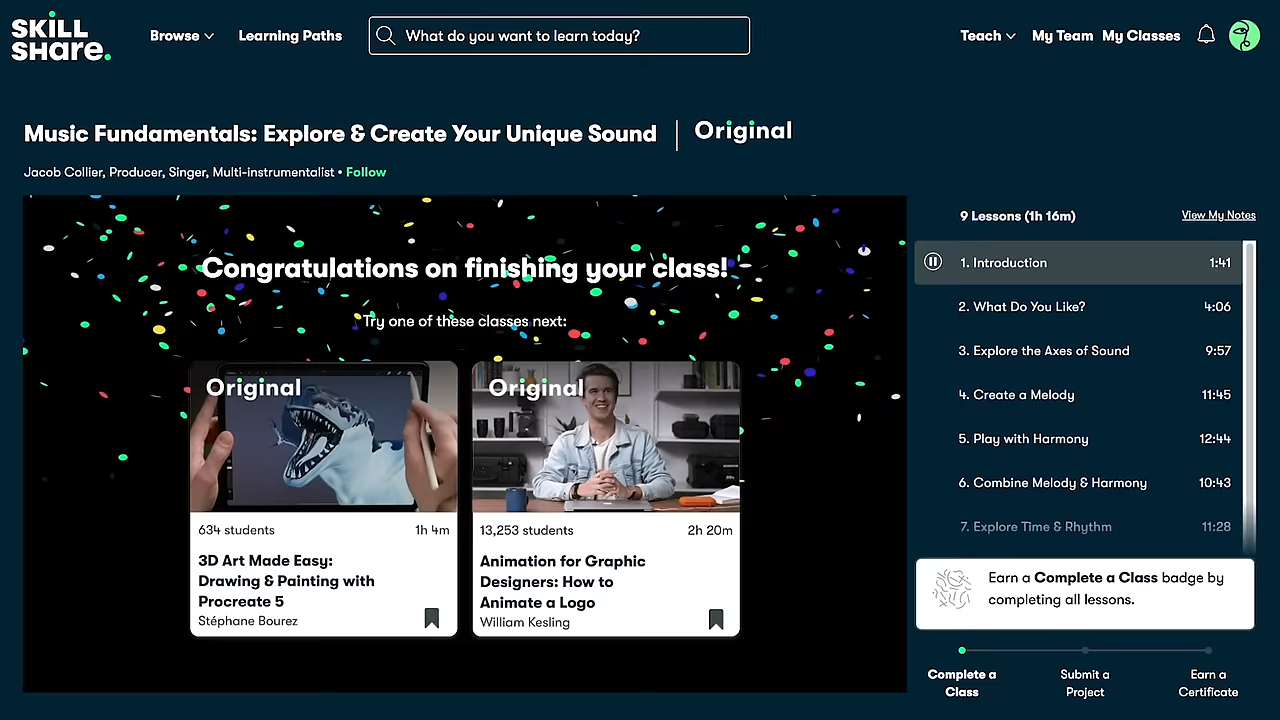 SKILL
SHARE.
Browse
Learning Paths
What do you want to learn today?
Teach
My Team
My Classes
Music Fundamentals: Explore & Create Your Unique Sound
Original
Jacob Collier, Producer, Singer, Multi-instrumentalist • Follow
Congratulations on finishing your class!
Try one of these classes next:
Original
634 students
1h 4m
3D Art Made Easy:
Drawing & Painting with
Procreate 5
Stéphane Bourez
Original
13,253 students
2h 20m
Animation for Graphic
Designers: How to
Animate a Logo
William Kesling
9 Lessons (1h 16m)
View My Notes
1. Introduction 1:41
2. What Do You Like? 4:06
3. Explore the Axes of Sound 9:57
4. Create a Melody 11:45
5. Play with Harmony 12:44
6. Combine Melody & Harmony 10:43
7. Explore Time & Rhythm 11:28
Earn a Complete a Class badge by
completing all lessons.
Complete a
Class
Submit a
Project
Earn a
Certificate